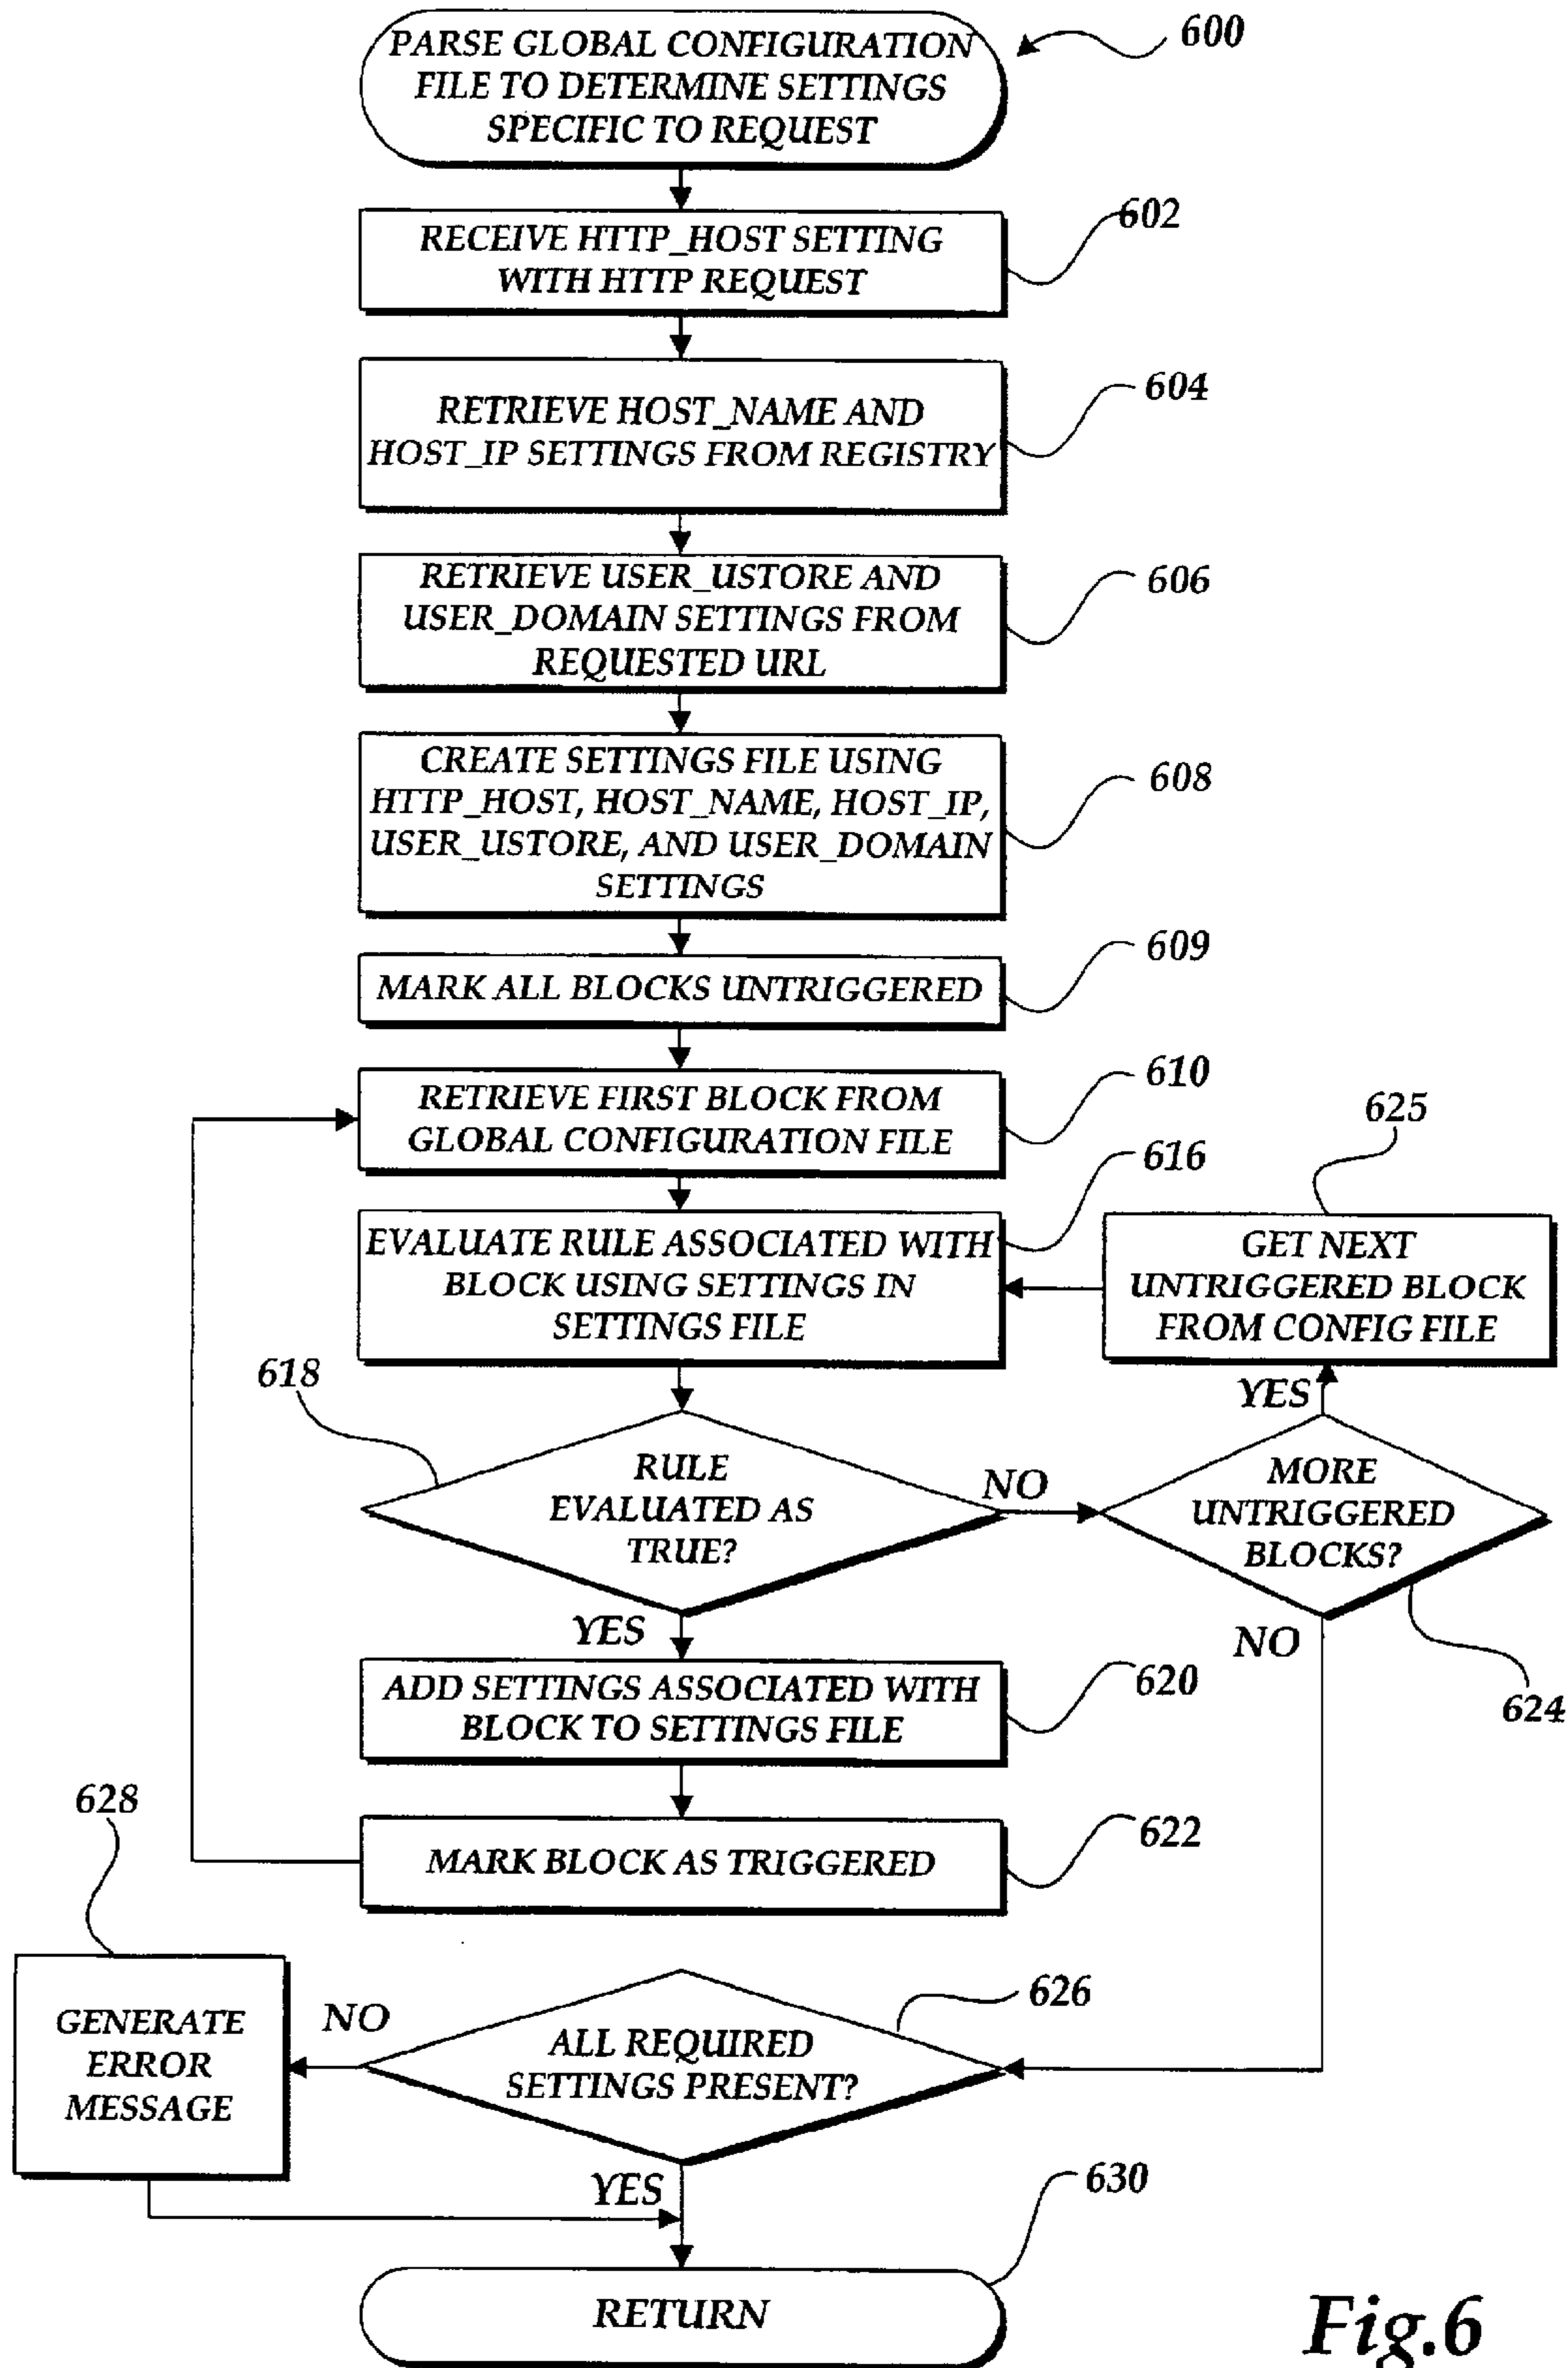 PARSE GLOBAL CONFIGURATION
FILE TO DETERMINE SETTINGS
SPECIFIC TO REQUEST
600
RECEIVE HTTP_HOST SETTING
WITH HTTP REQUEST
602
RETRIEVE HOST_NAME AND
HOST_IP SETTINGS FROM REGISTRY
604
RETRIEVE USER_USTORE AND
USER_DOMAIN SETTINGS FROM
REQUESTED URL
606
CREATE SETTINGS FILE USING
HTTP_HOST, HOST_NAME, HOST_IP,
USER_USTORE, AND USER_DOMAIN
SETTINGS
608
MARK ALL BLOCKS UNTRIGGERED
609
RETRIEVE FIRST BLOCK FROM
GLOBAL CONFIGURATION FILE
610
EVALUATE RULE ASSOCIATED WITH
BLOCK USING SETTINGS IN
SETTINGS FILE
616
625
GET NEXT
UNTRIGGERED BLOCK
FROM CONFIG FILE
YES
618
RULE
EVALUATED AS
TRUE?
NO
MORE
UNTRIGGERED
BLOCKS?
624
YES
NO
ADD SETTINGS ASSOCIATED WITH
BLOCK TO SETTINGS FILE
620
MARK BLOCK AS TRIGGERED
622
628
GENERATE
ERROR
MESSAGE
NO
ALL REQUIRED
SETTINGS PRESENT?
626
YES
RETURN
630
Fig.6